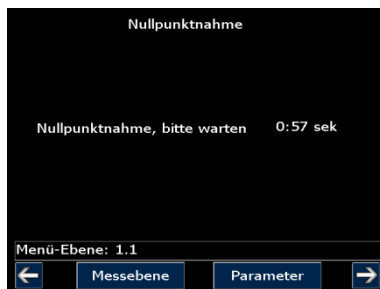 Nullpunktnahme
Nullpunktnahme, bitte warten 0:57 sek
Menü-Ebene: 1.1
Messebene Parameter